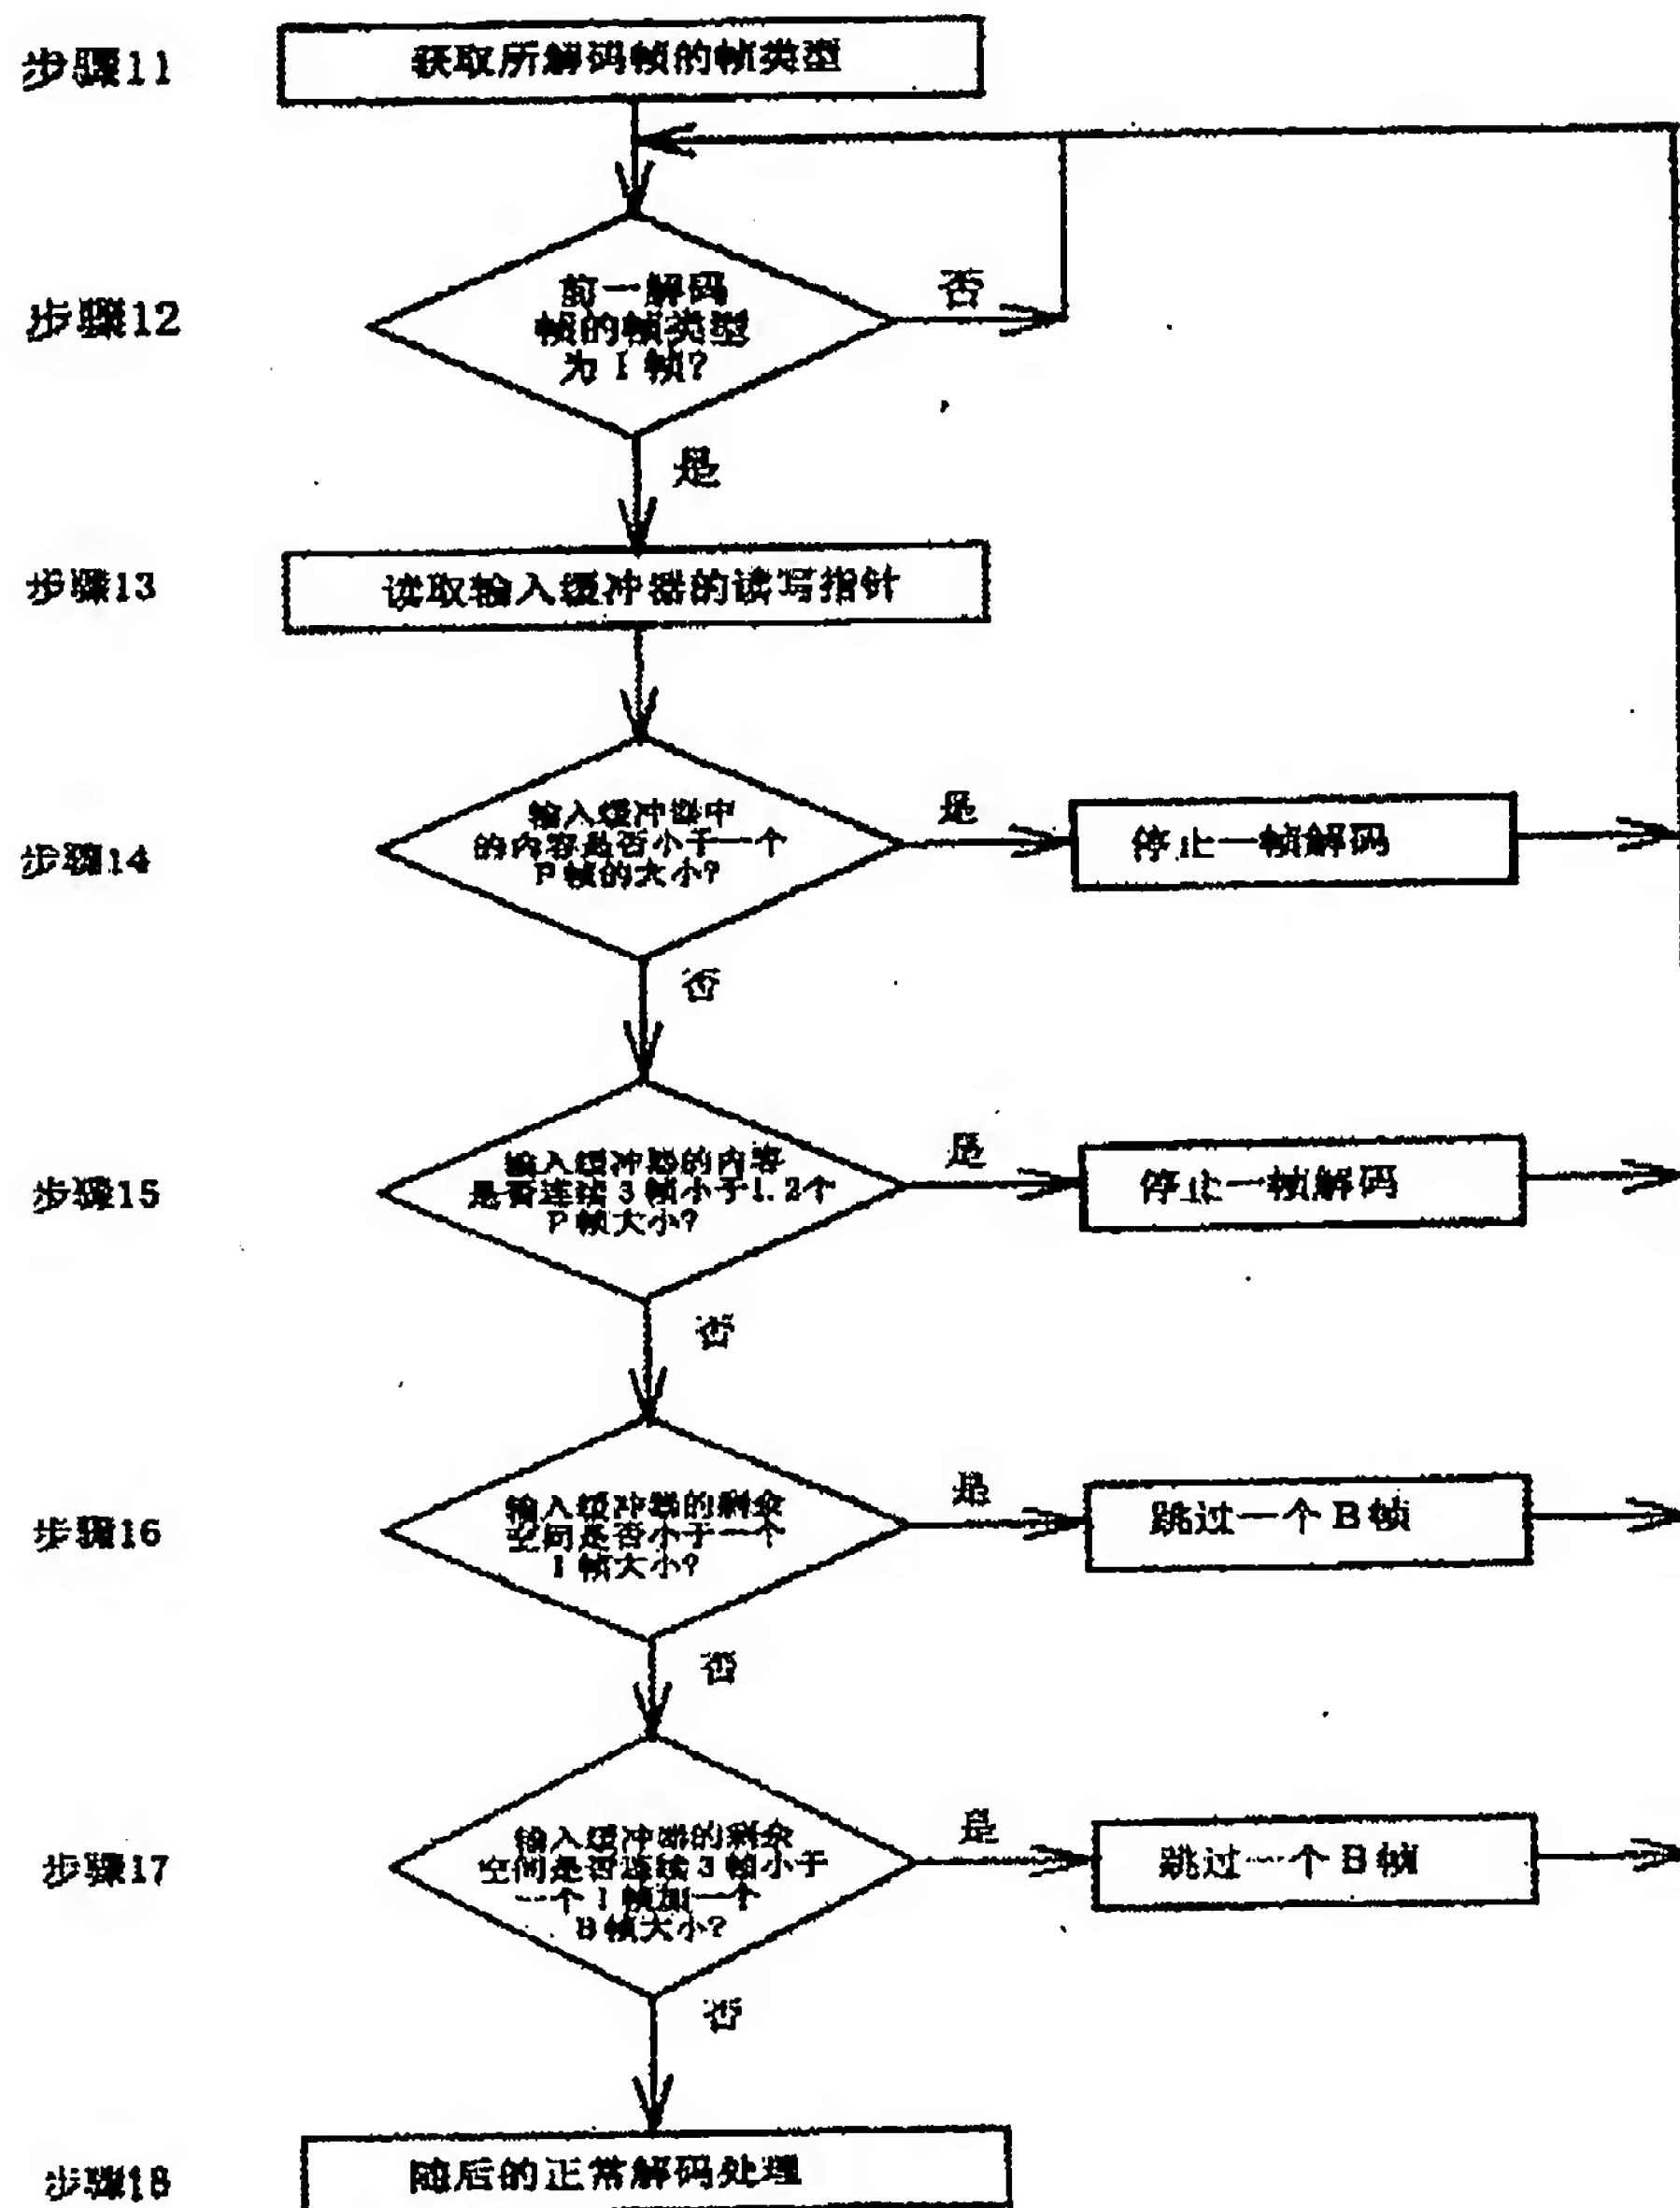 步骤11
获取所解码帧的帧类型
步骤12
前一解码
帧的帧类型
为 I 帧?
否
是
步骤13
读取输入缓冲器的读写指针
步骤14
输入缓冲器中
的内容是否小于一个
P 帧的大小?
是
停止一帧解码
否
步骤15
输入缓冲器的内容
是否连续 3 帧小于1.2个
P 帧大小?
是
停止一帧解码
否
步骤16
输入缓冲器的剩余
空间是否小于一个
I 帧大小?
是
跳过一个 B 帧
否
步骤17
输入缓冲器的剩余
空间是否连续 3 帧小于
一个 I 帧加一个
B 帧大小?
是
跳过一个 B 帧
否
步骤18
随后的正常解码处理